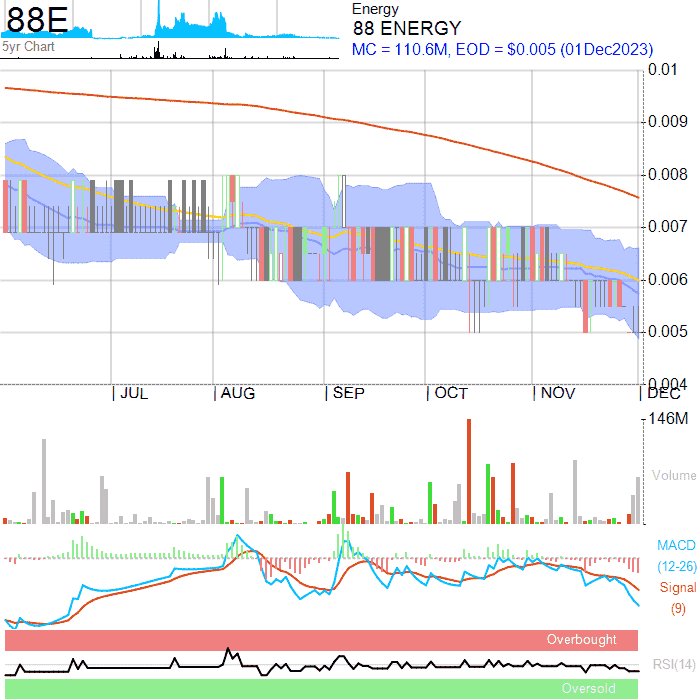 88E
5yr Chart
Energy
88 ENERGY
MC = 110.6M, EOD = $0.005 (01Dec2023)
0.01
0.009
0.008
0.007
0.006
0.005
0.004
JUL AUG SEP OCT NOV DEC
146M
Volume
MACD
(12-26)
Signal
(9)
Overbought
RSI(14)
Oversold